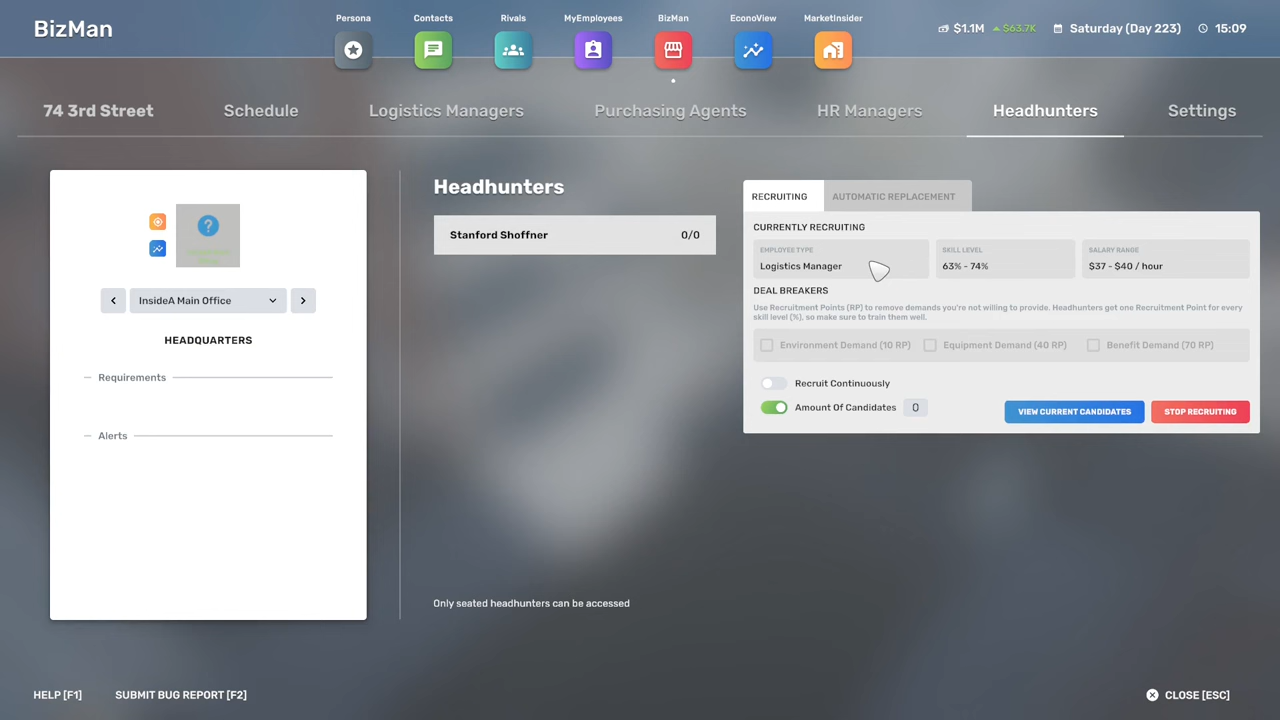 BizMan
Persona
Contacts
Rivals
MyEmployees
BizMan
EconoView
MarketInsider
$1.1M
$63.7K
Saturday (Day 223)
15:09
74 3rd Street
Schedule
Logistics Managers
Purchasing Agents
HR Managers
Headhunters
Settings
?
InsideA Main Office
HEADQUARTERS
Requirements
Alerts
Headhunters
Stanford Shoffner
0/0
Only seated headhunters can be accessed
RECRUITING
AUTOMATIC REPLACEMENT
CURRENTLY RECRUITING
EMPLOYEE TYPE
Logistics Manager
SKILL LEVEL
63% - 74%
SALARY RANGE
$37 - $40 / hour
DEAL BREAKERS
Use Recruitment Points (RP) to remove demands you're not willing to provide. Headhunters get one Recruitment Point for every
skill level (%), so make sure to train them well.
Environment Demand (10 RP)
Equipment Demand (40 RP)
Benefit Demand (70 RP)
Recruit Continuously
Amount Of Candidates
0
VIEW CURRENT CANDIDATES
STOP RECRUITING
HELP [F1]
SUBMIT BUG REPORT [F2]
CLOSE [ESC]